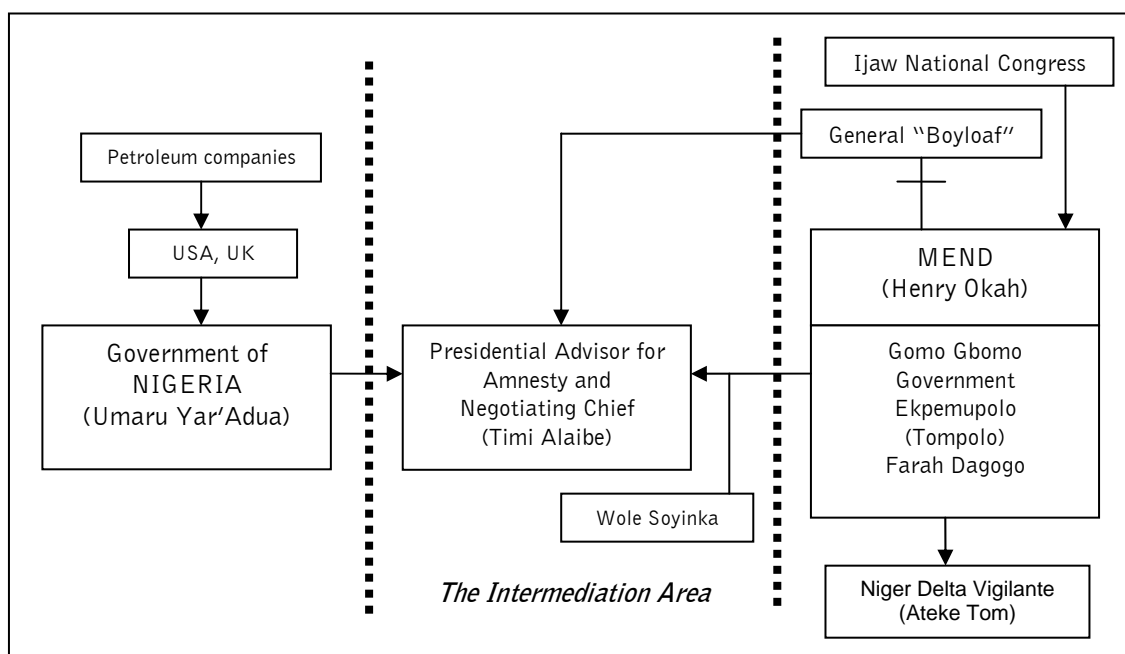 Ijaw National Congress
General “Boyloaf”
Petroleum companies
USA, UK
MEND
(Henry Okah)
Government of
NIGERIA
(Umaru Yar’Adua)
Presidential Advisor for
Amnesty and
Negotiating Chief
(Timi Alaibe)
Gomo Gbomo
Government
Ekpemupolo
(Tompolo)
Farah Dagogo
Wole Soyinka
The Intermediation Area
Niger Delta Vigilante
(Ateke Tom)